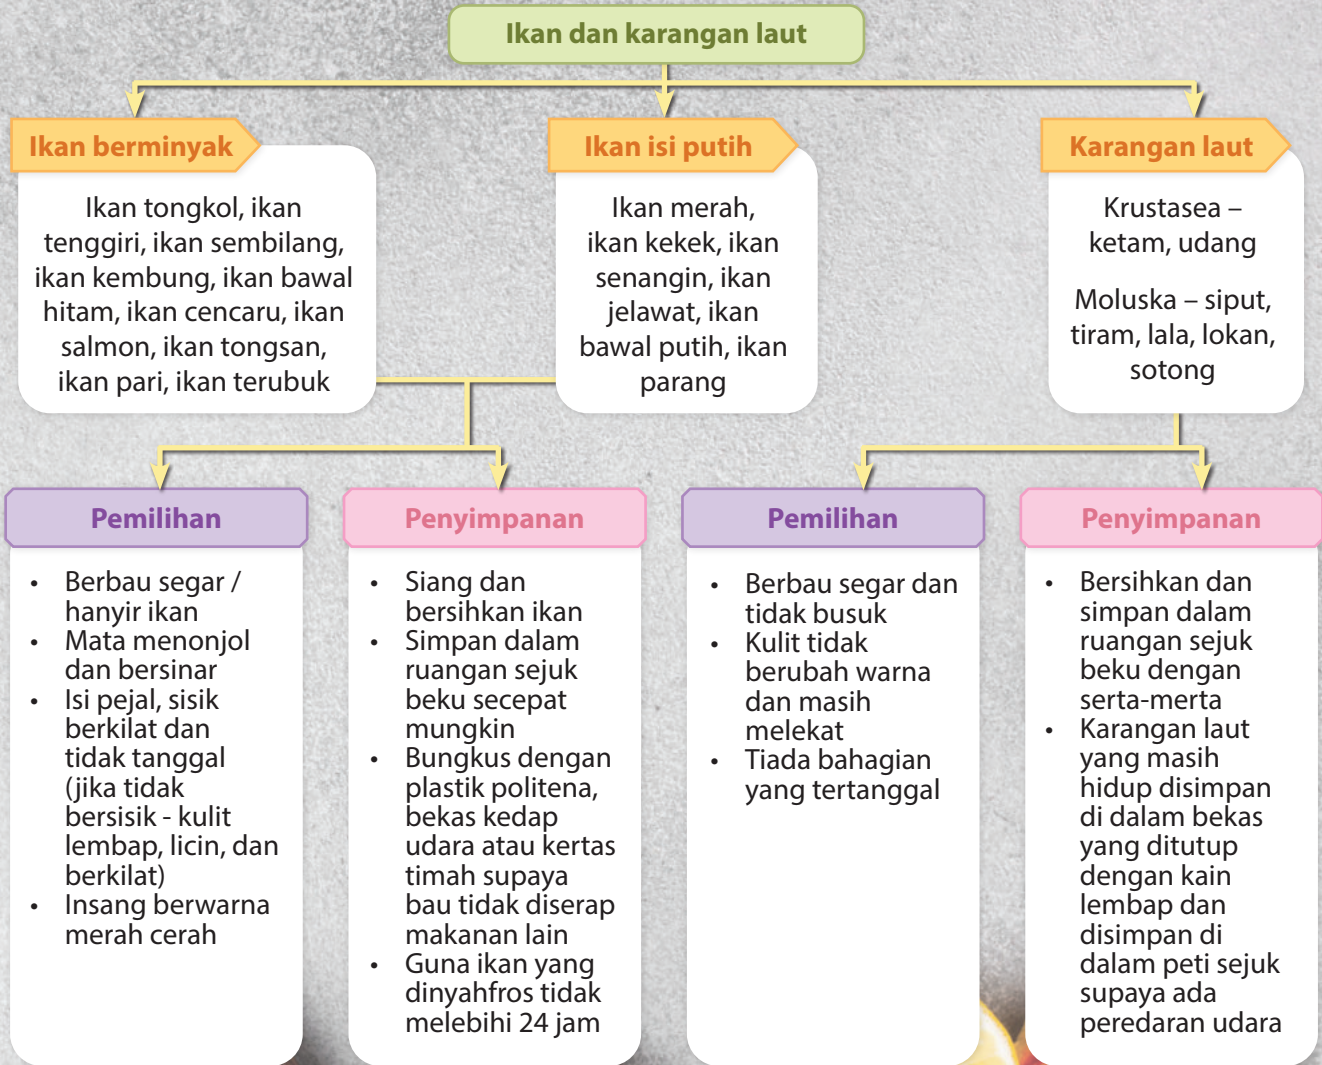 Ikan dan karangan laut
Ikan berminyak
Ikan tongkol, ikan
tenggiri, ikan sembilang,
ikan kembung, ikan bawal
hitam, ikan cencaru, ikan
salmon, ikan tongsan,
ikan pari, ikan terubuk
Ikan isi putih
Ikan merah,
ikan kekek, ikan
senangin, ikan
jelawat, ikan
bawal putih, ikan
parang
Karangan laut
Krustasea –
ketam, udang
Moluska – siput,
tiram, lala, lokan,
sotong
Pemilihan
• Berbau segar /
hanyir ikan
• Mata menonjol
dan bersinar
• Isi pejal, sisik
berkilat dan
tidak tanggal
(jika tidak
bersisik - kulit
lembap, licin, dan
berkilat)
• Insang berwarna
merah cerah
Penyimpanan
• Siang dan
bersihkan ikan
• Simpan dalam
ruangan sejuk
beku secepat
mungkin
• Bungkus dengan
plastik politena,
bekas kedap
udara atau kertas
timah supaya
bau tidak diserap
makanan lain
• Guna ikan yang
dinyahfros tidak
melebihi 24 jam
Pemilihan
• Berbau segar dan
tidak busuk
• Kulit tidak
berubah warna
dan masih
melekat
• Tiada bahagian
yang tertanggal
Penyimpanan
• Bersihkan dan
simpan dalam
ruangan sejuk
beku dengan
serta-merta
• Karangan laut
yang masih
hidup disimpan
di dalam bekas
yang ditutup
dengan kain
lembap dan
disimpan di
dalam peti sejuk
supaya ada
peredaran udara